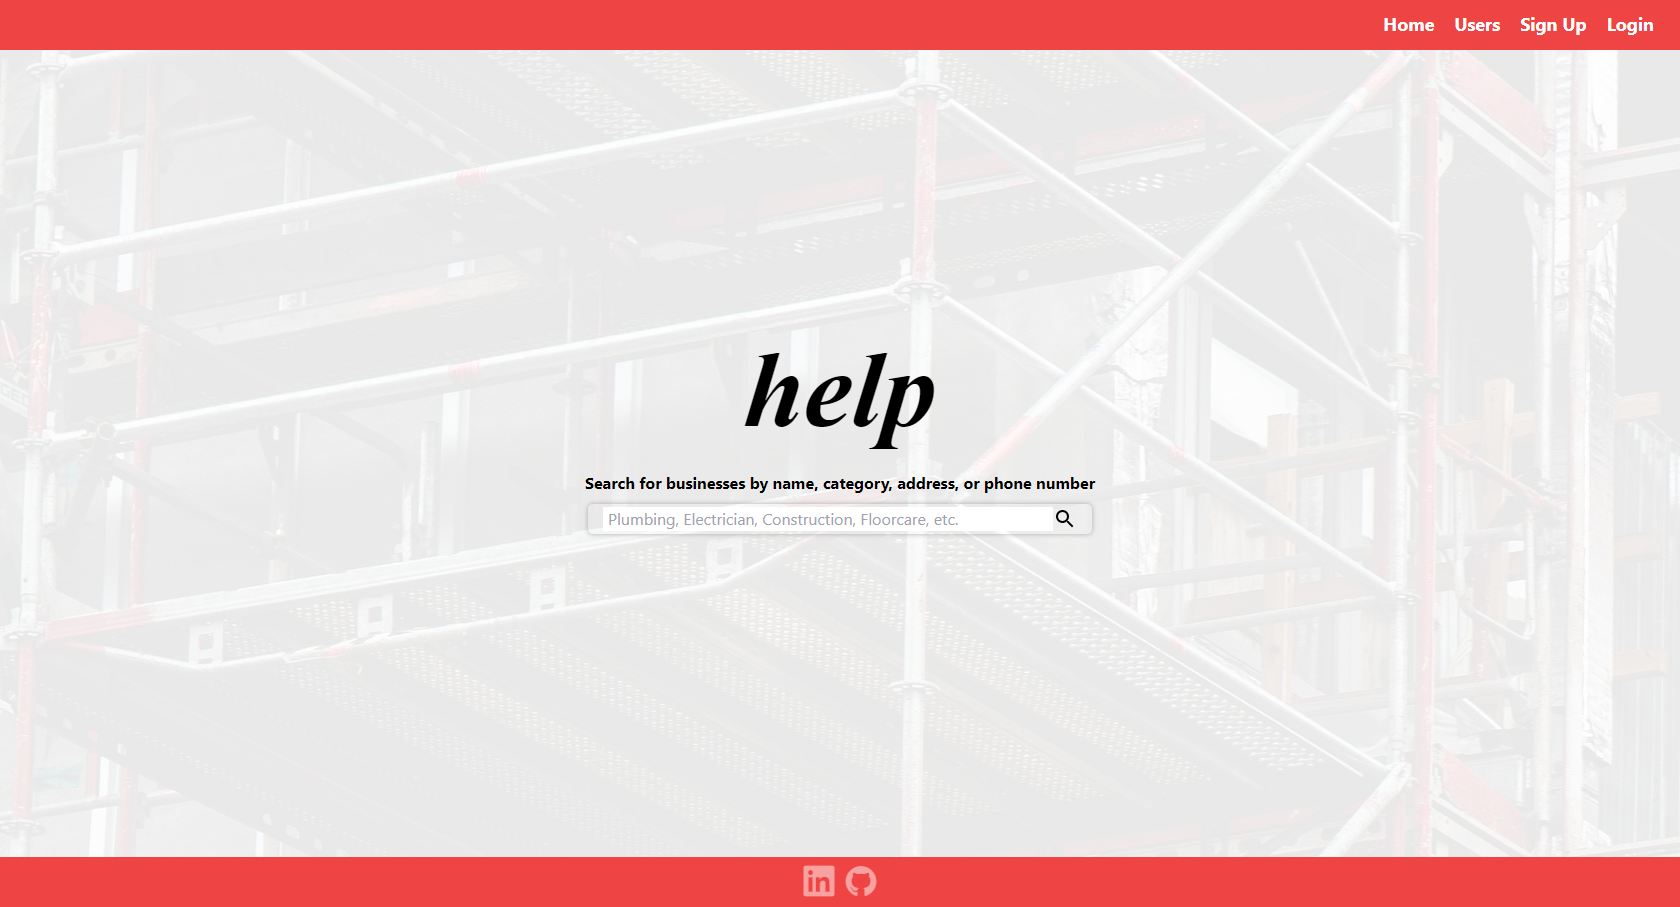 Home Users Sign Up Login
help
Search for businesses by name, category, address, or phone number
Plumbing, Electrician, Construction, Floorcare, etc.
in